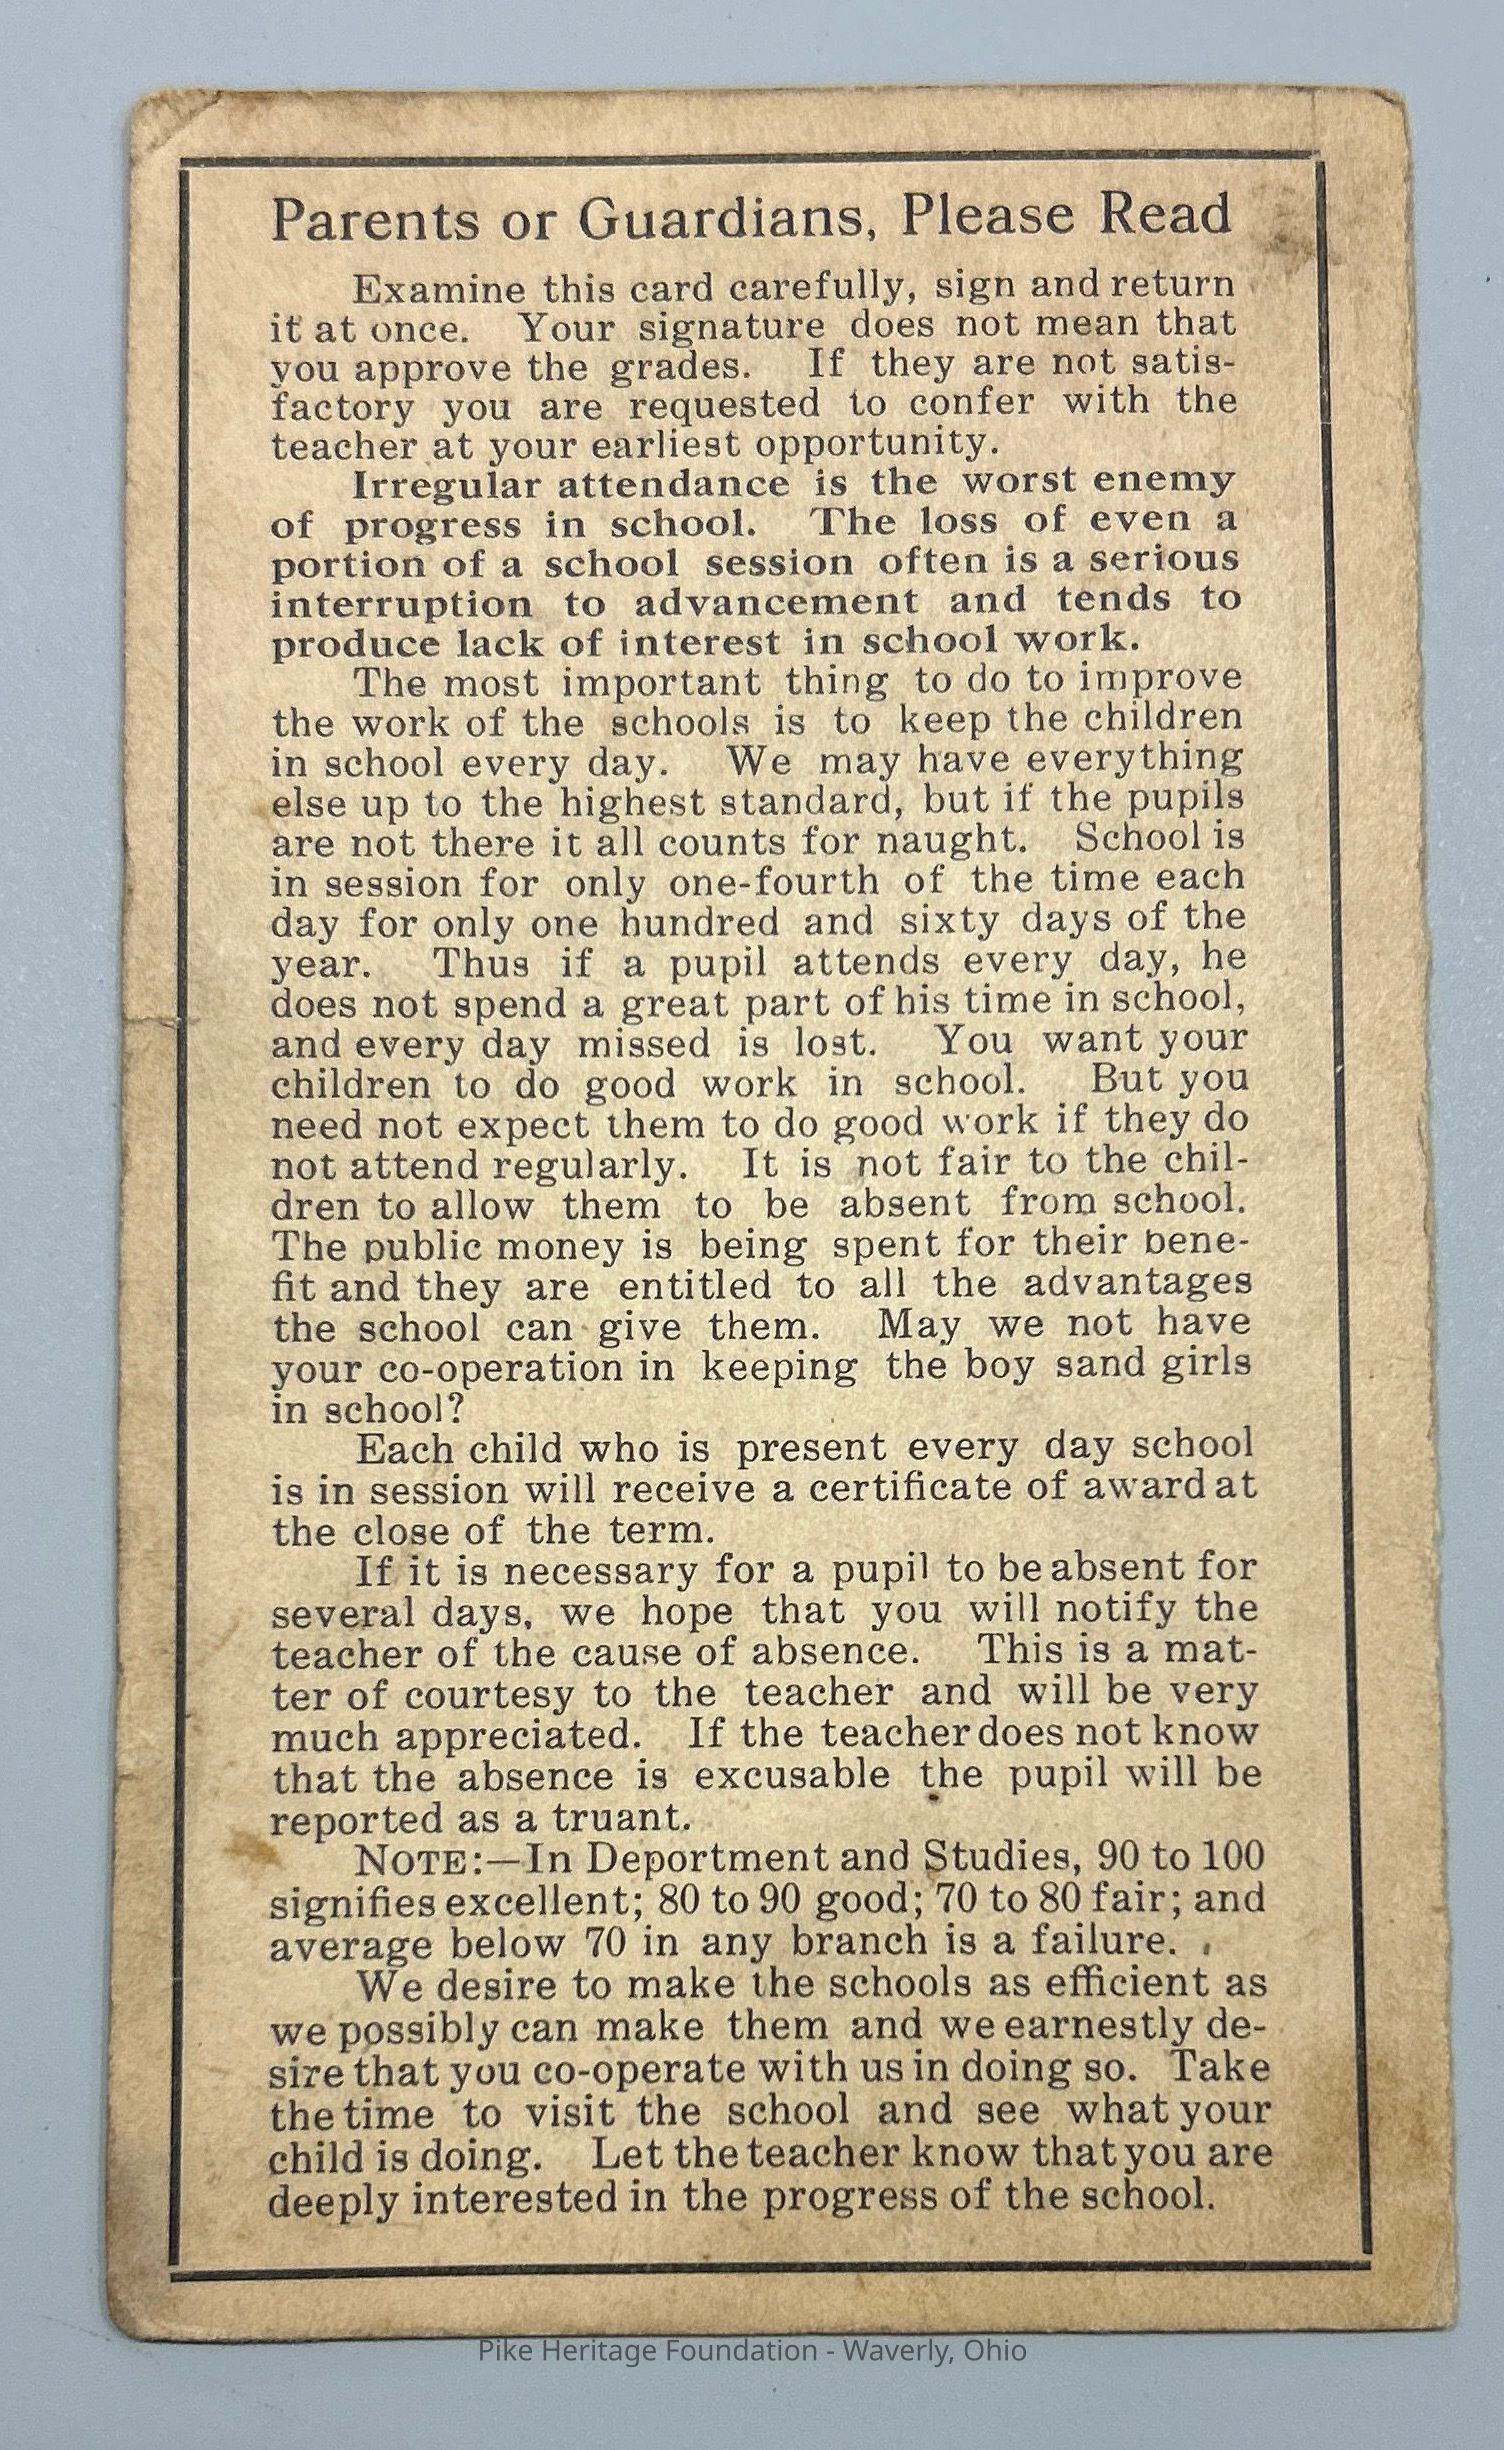 Parents or Guardians, Please Read
Examine this card carefully, sign and return
it at once. Your signature does not mean that
you approve the grades. If they are not satis-
factory you are requested to confer with the
teacher at your earliest opportunity.
Irregular attendance is the worst enemy
of progress in school. The loss of even a
portion of a school session often is a serious
interruption to advancement and tends to
produce lack of interest in school work.
The most important thing to do to improve
the work of the schools is to keep the children
in school every day. We may have everything
else up to the highest standard, but if the pupils
are not there it all counts for naught. School is
in session for only one-fourth of the time each
day for only one hundred and sixty days of the
year. Thus if a pupil attends every day, he
does not spend a great part of his time in school,
and every day missed is lost. You want your
children to do good work in school. But you
need not expect them to do good work if they do
not attend regularly. It is not fair to the chil-
dren to allow them to be absent from school.
The public money is being spent for their bene-
fit and they are entitled to all the advantages
the school can give them. May we not have
your co-operation in keeping the boy sand girls
in school?
Each child who is present every day school
is in session will receive a certificate of award at
the close of the term.
If it is necessary for a pupil to be absent for
several days, we hope that you will notify the
teacher of the cause of absence. This is a mat-
ter of courtesy to the teacher and will be very
much appreciated. If the teacher does not know
that the absence is excusable the pupil will be
reported as a truant.
NOTE:—In Deportment and Studies, 90 to 100
signifies excellent; 80 to 90 good; 70 to 80 fair; and
average below 70 in any branch is a failure.
We desire to make the schools as efficient as
we possibly can make them and we earnestly de-
sire that you co-operate with us in doing so. Take
the time to visit the school and see what your
child is doing. Let the teacher know that you are
deeply interested in the progress of the school.
Pike Heritage Foundation - Waverly, Ohio